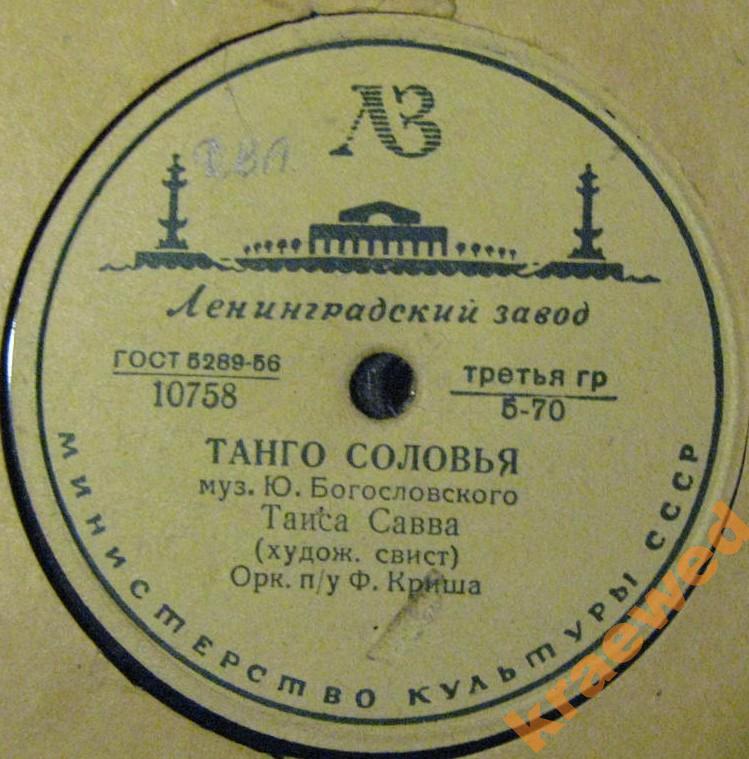 ЛЗ
Ленинградский завод
ГОСТ 5289-56
10758
третья гр
5-70
ТАНГО СОЛОВЬЯ
муз. Ю. Богословского
Таиса Савва
(худож. свист)
Орк. п/у Ф. Криша
МИНИСТЕРСТВО КУЛЬТУРЫ СССР
kraewed